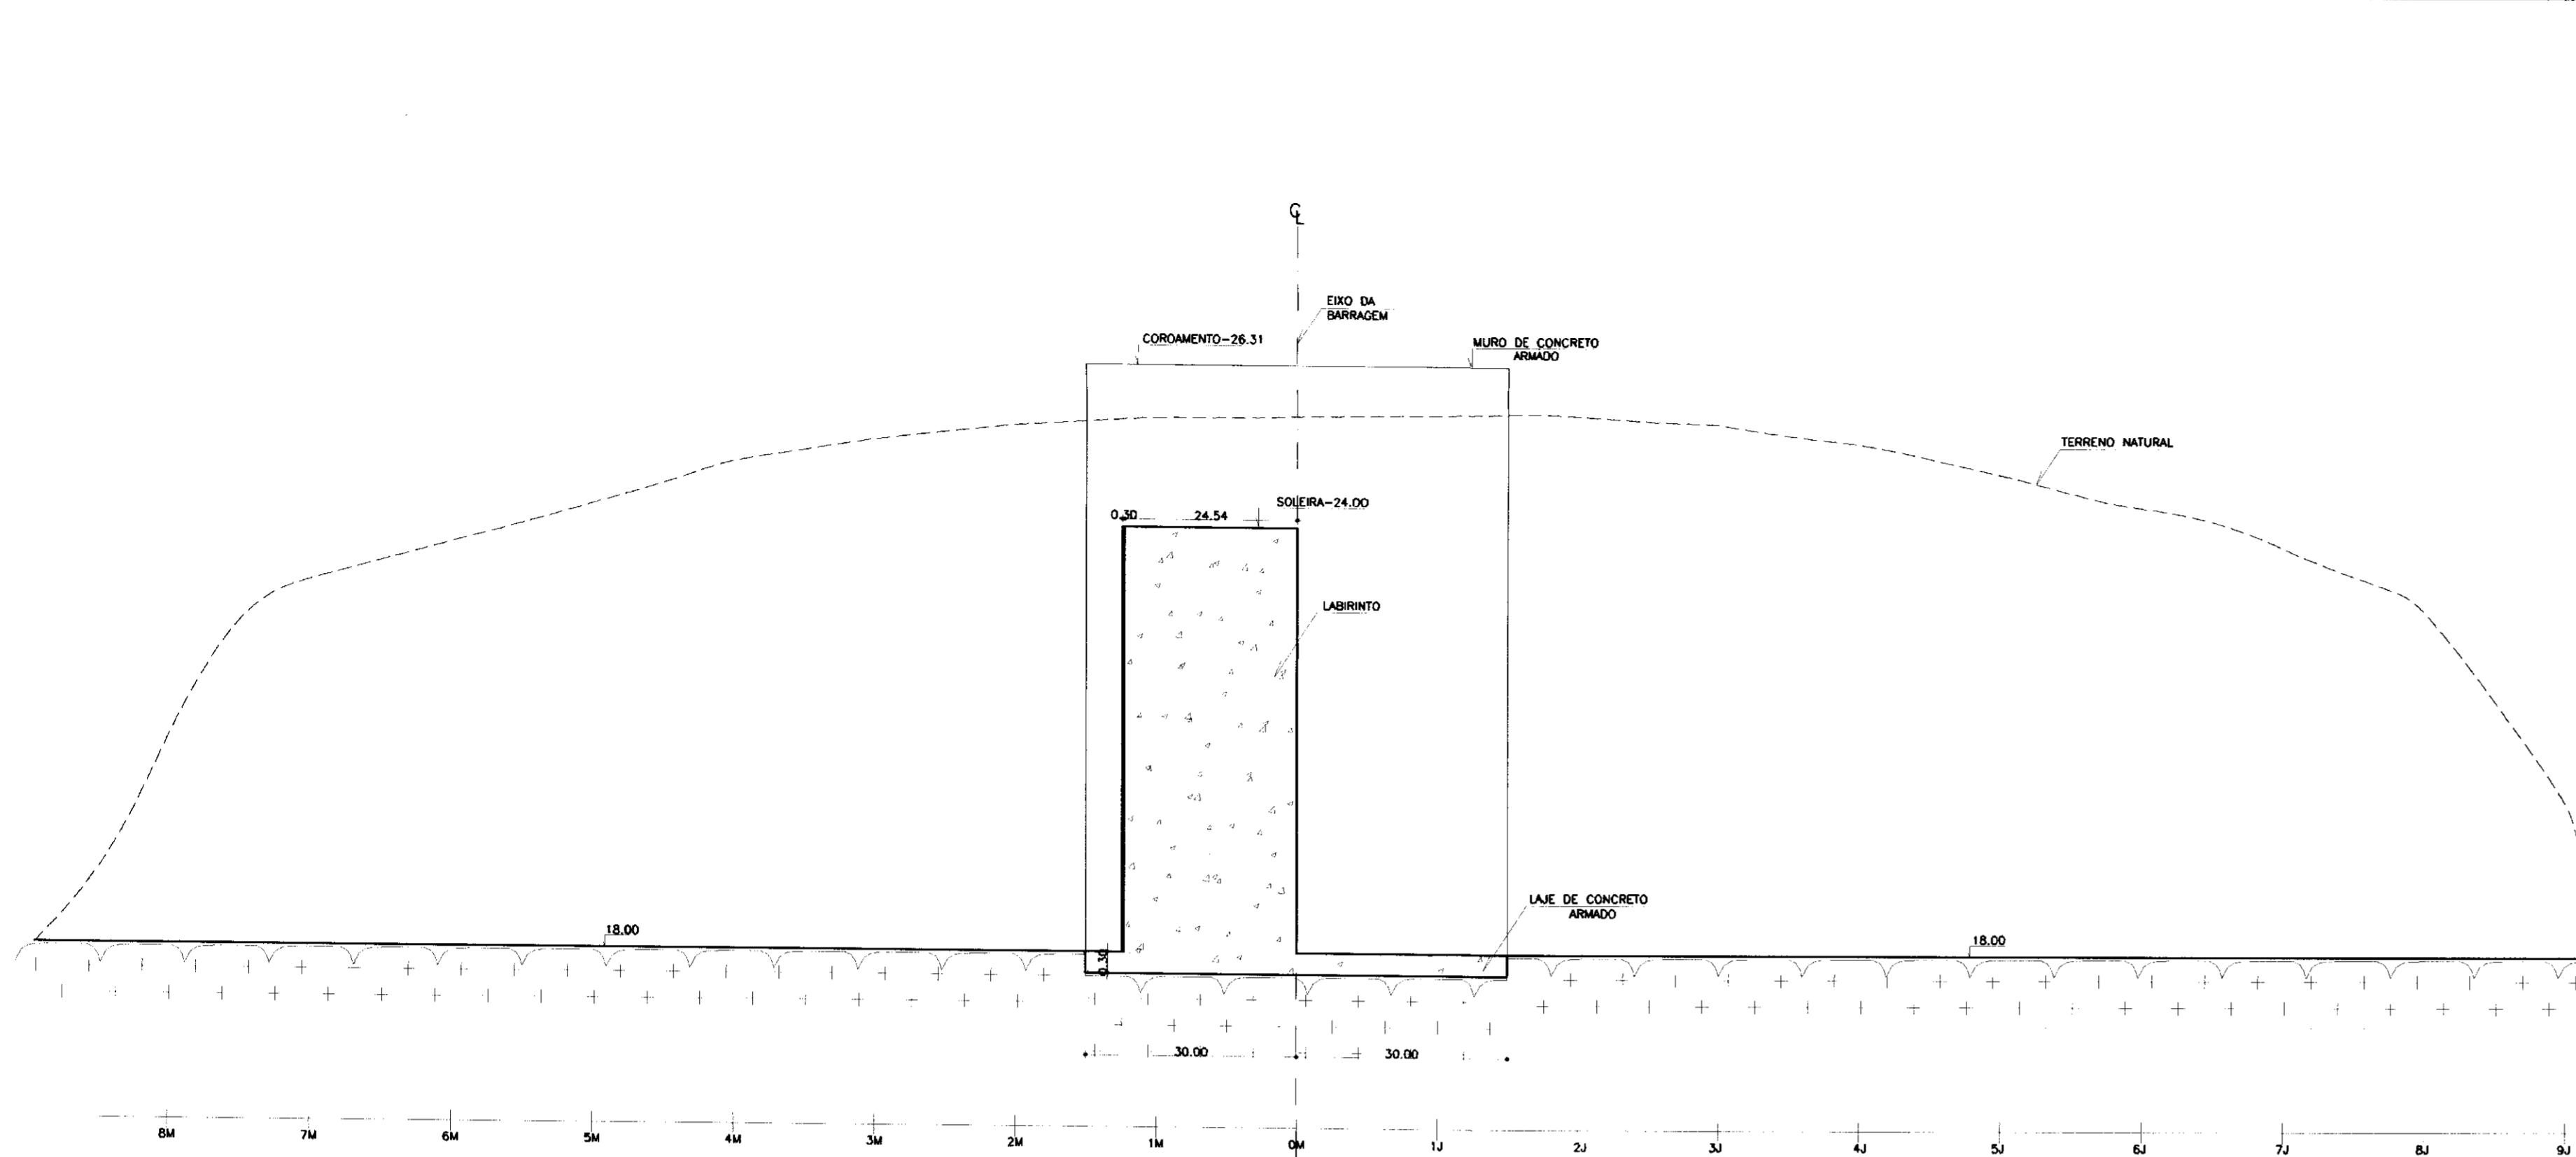 ℄
EIXO DA
BARRAGEM
COROAMENTO-26.31
MURO DE CONCRETO
ARMADO
TERRENO NATURAL
SOLEIRA-24.00
0.30
24.54
LABIRINTO
LAJE DE CONCRETO
ARMADO
18.00
18.00
0.30
30.00
30.00
8M
7M
6M
5M
4M
3M
2M
1M
0M
1J
2J
3J
4J
5J
6J
7J
8J
9J